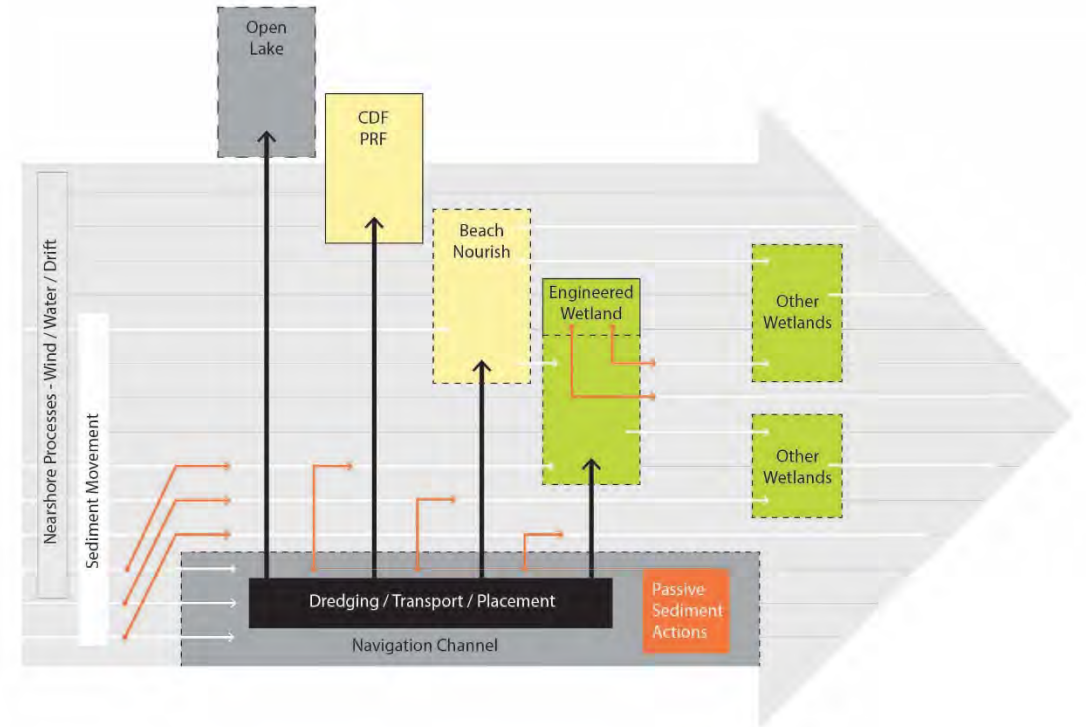 Open
Lake
CDF
PRF
Beach
Nourish
Engineered
Wetland
Other
Wetlands
Other
Wetlands
Nearshore Processes - Wind / Water / Drift
Sediment Movement
Dredging / Transport / Placement
Passive
Sediment
Actions
Navigation Channel